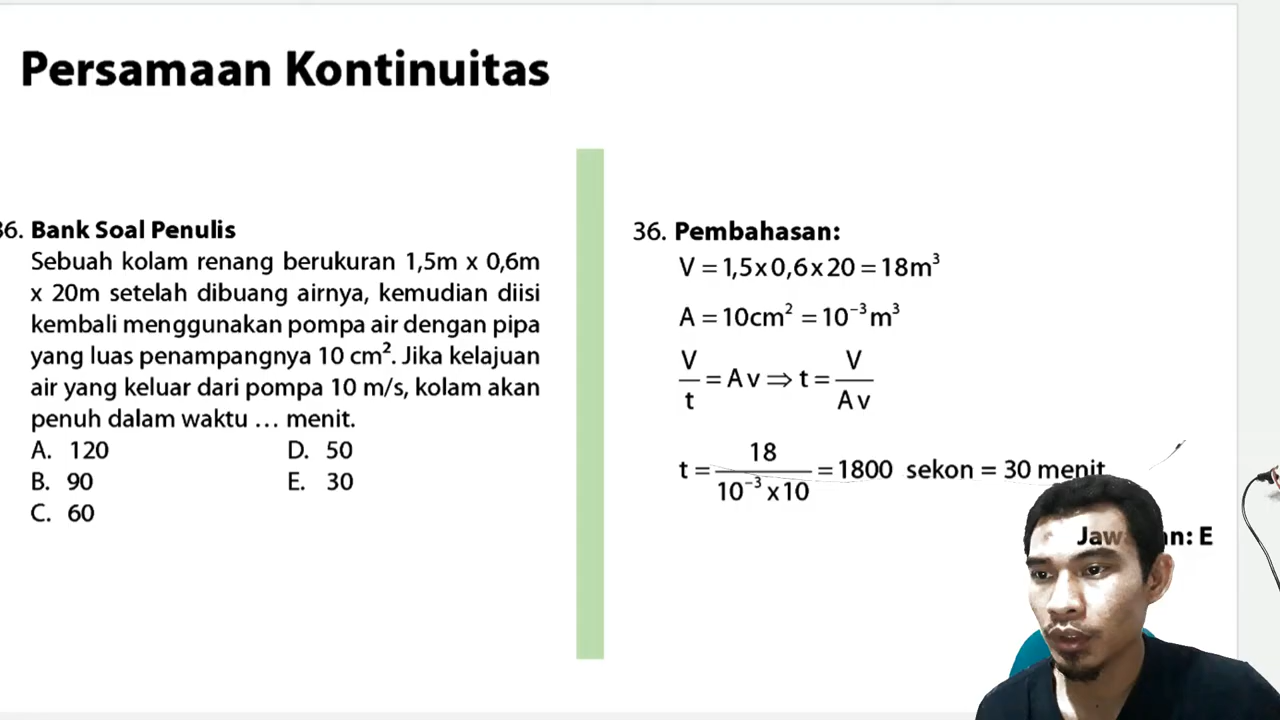 Persamaan Kontinuitas
36. Bank Soal Penulis
Sebuah kolam renang berukuran 1,5m x 0,6m
x 20m setelah dibuang airnya, kemudian diisi
kembali menggunakan pompa air dengan pipa
yang luas penampangnya 10 cm². Jika kelajuan
air yang keluar dari pompa 10 m/s, kolam akan
penuh dalam waktu … menit.
A. 120 D. 50
B. 90 E. 30
C. 60
36. Pembahasan:
V = 1,5 x 0,6 x 20 = 18m³
A = 10cm² = 10⁻³m³
V/t = A v ⇒ t = V/A v
t = 18/10⁻³ x 10 = 1800 sekon = 30 menit
Jawaban: E